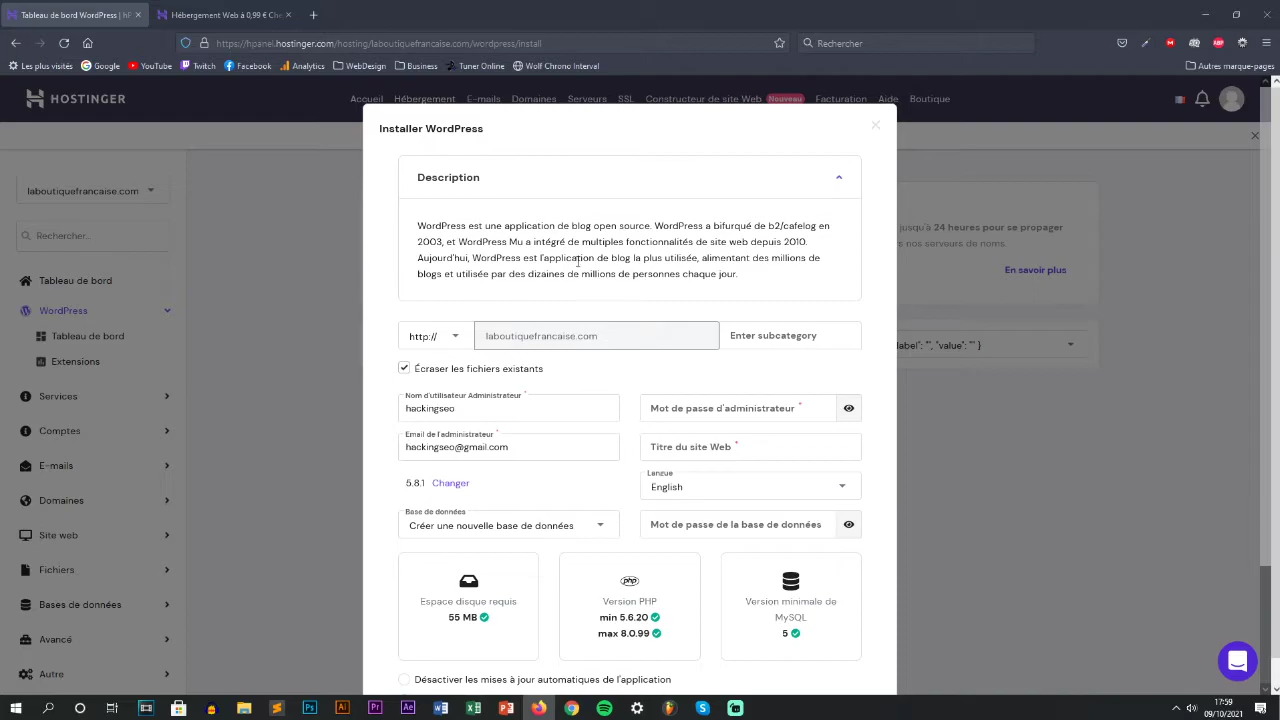 Tableau de bord WordPress | HP
Hébergement Web à 0,99 € Che
https://hpanel.hostinger.com/hosting/laboutiquefrancaise.com/wordpress/install
Rechercher
Les plus visités
Google
YouTube
Twitch
Facebook
Analytics
WebDesign
Business
Tune Online
Wolf Chrono Interval
Autres marque-pages
HOSTINGER
Accueil Hébergement E-mails Domaines Serveurs SSL Constructeur de site Web Nouveau Facturation Aide Boutique
Installer WordPress
laboutiquefrancaise.com
Rechercher...
Tableau de bord
WordPress
Tableau de bord
Extensions
Services
Comptes
E-mails
Domaines
Site web
Fichiers
Bases de données
Avancé
Autre
Description
WordPress est une application de blog open source. WordPress a bifurqué de b2/cafelog en
2003, et WordPress Mu a intégré de multiples fonctionnalités de site web depuis 2010.
Aujourd'hui, WordPress est l'application de blog la plus utilisée, alimentant des millions de
blogs et utilisée par des dizaines de millions de personnes chaque jour.
jusqu'à 24 heures pour se propager
nos serveurs de noms.
En savoir plus
label": "", "value": "" }
http://
laboutiquefrancaise.com
Enter subcategory
Écraser les fichiers existants
Nom d'utilisateur Administrateur *
hackingseo
Mot de passe d'administrateur *
Email de l'administrateur *
hackingseo@gmail.com
Titre du site Web *
5.8.1 Changer
Langue
English
Base de données
Créer une nouvelle base de données
Mot de passe de la base de données
Espace disque requis
55 MB
php
Version PHP
min 5.6.20
max 8.0.99
Version minimale de
MySQL
5
Désactiver les mises à jour automatiques de l'application
17:59
09/10/2021